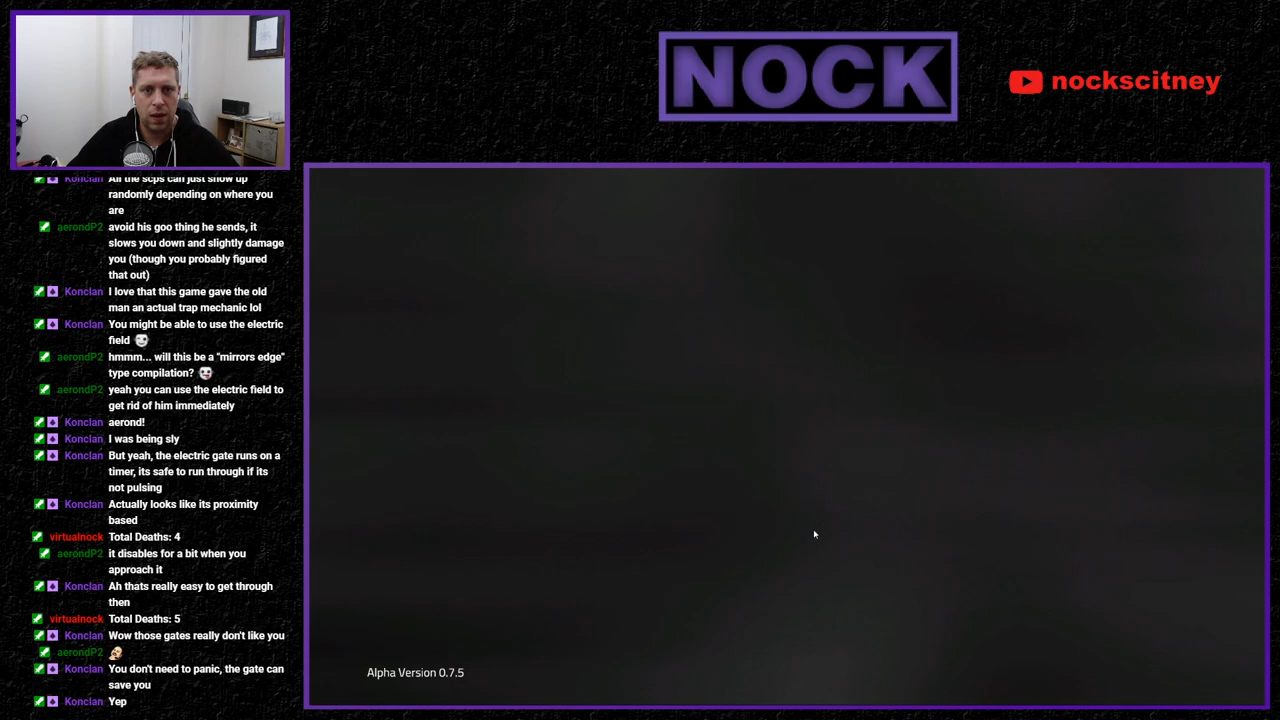 NOCK
nockscitney
Konclan All the scps can just show up
randomly depending on where you
are
aerondP2 avoid his goo thing he sends, it
slows you down and slightly damage
you (though you probably figured
that out)
Konclan I love that this game gave the old
man an actual trap mechanic lol
Konclan You might be able to use the electric
field
aerondP2 hmmm... will this be a "mirrors edge"
type compilation?
aerondP2 yeah you can use the electric field to
get rid of him immediately
Konclan aerond!
Konclan I was being sly
Konclan But yeah, the electric gate runs on a
timer, its safe to run through if its
not pulsing
Konclan Actually looks like its proximity
based
virtualnock Total Deaths: 4
aerondP2 it disables for a bit when you
approach it
Konclan Ah thats really easy to get through
then
virtualnock Total Deaths: 5
Konclan Wow those gates really don't like you
aerondP2
Konclan You don't need to panic, the gate can
save you
Konclan Yep
Alpha Version 0.7.5